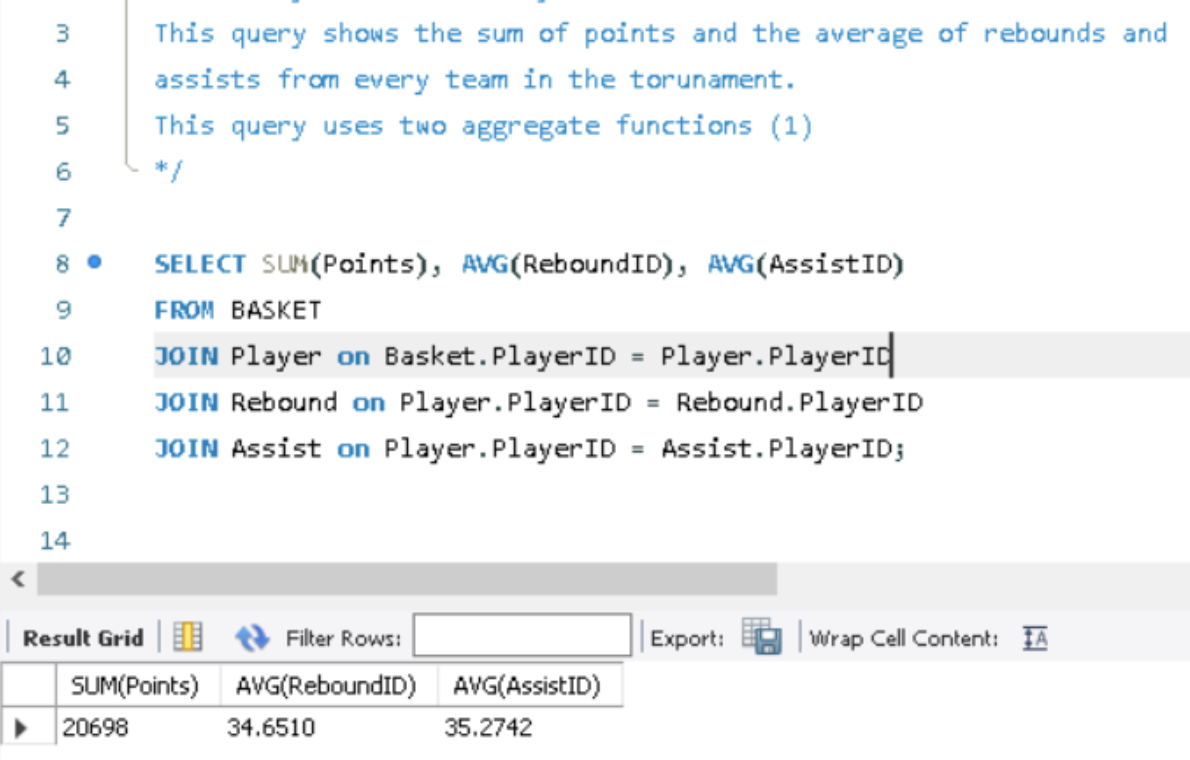 3 This query shows the sum of points and the average of rebounds and
4 assists from every team in the torunament.
5 This query uses two aggregate functions (1)
6 */
7
8 SELECT SUM(Points), AVG(ReboundID), AVG(AssistID)
9 FROM BASKET
10 JOIN Player on Basket.PlayerID = Player.PlayerID
11 JOIN Rebound on Player.PlayerID = Rebound.PlayerID
12 JOIN Assist on Player.PlayerID = Assist.PlayerID;
13
14
Result Grid Filter Rows: Export: Wrap Cell Content: IA
SUM(Points) AVG(ReboundID) AVG(AssistID)
20698 34.6510 35.2742